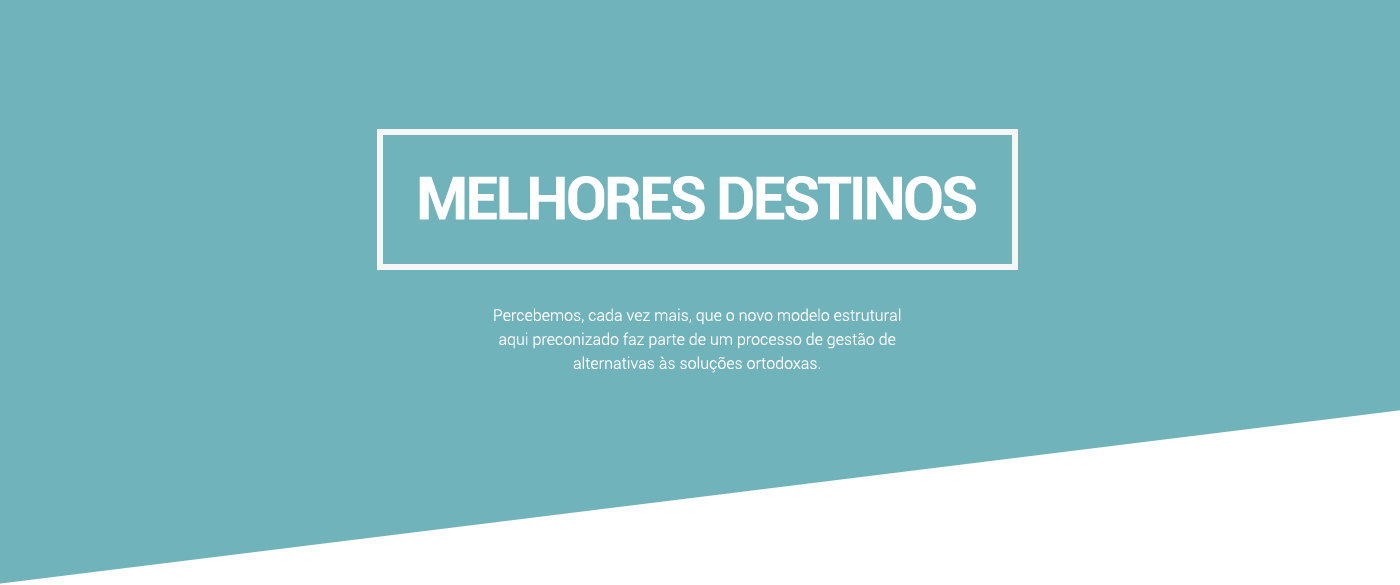 MELHORES DESTINOS
Percebemos, cada vez mais, que o novo modelo estrutural
aqui preconizado faz parte de um processo de gestão de
alternativas às soluções ortodoxas.